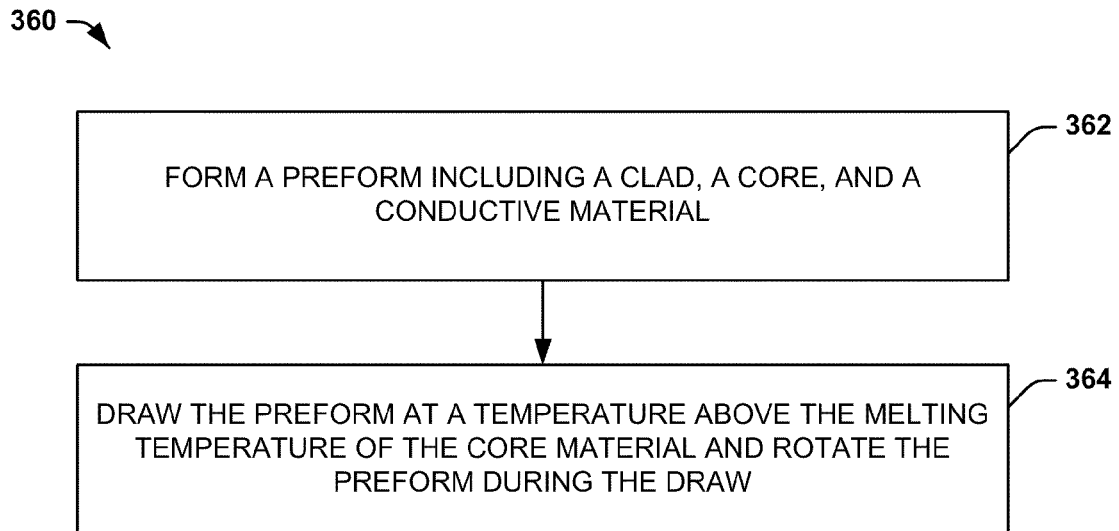 360
362
FORM A PREFORM INCLUDING A CLAD, A CORE, AND A
CONDUCTIVE MATERIAL
364
DRAW THE PREFORM AT A TEMPERATURE ABOVE THE MELTING
TEMPERATURE OF THE CORE MATERIAL AND ROTATE THE
PREFORM DURING THE DRAW